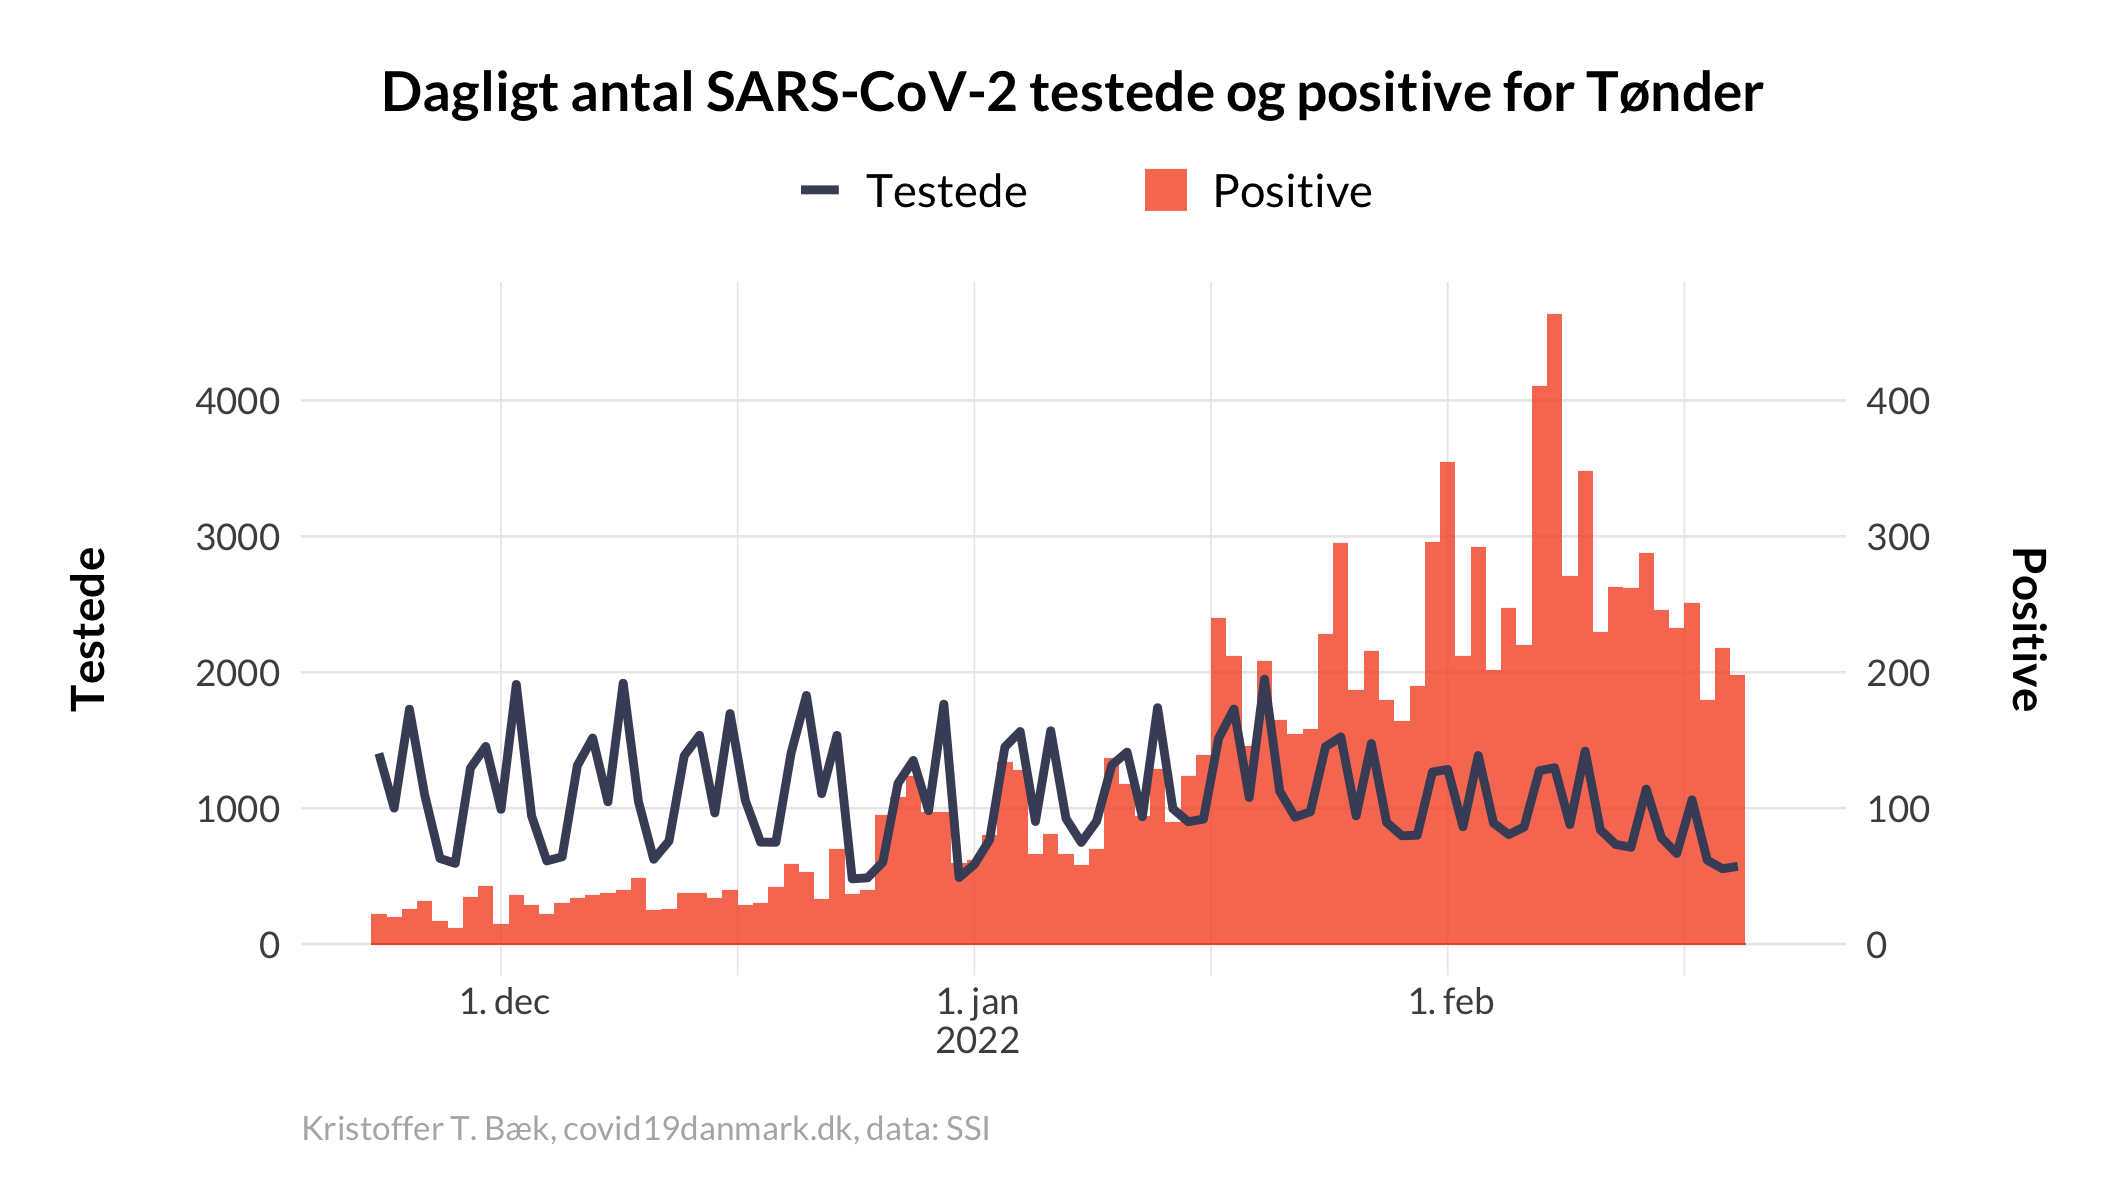 Dagligt antal SARS-CoV-2 testede og positive for Tønder
Testede
Positive
Testede
4000
3000
2000
1000
0
400
300
200
100
0
Positive
1. dec
1. jan
2022
1. feb
Kristoffer T. Bæk, covid19danmark.dk, data: SSI